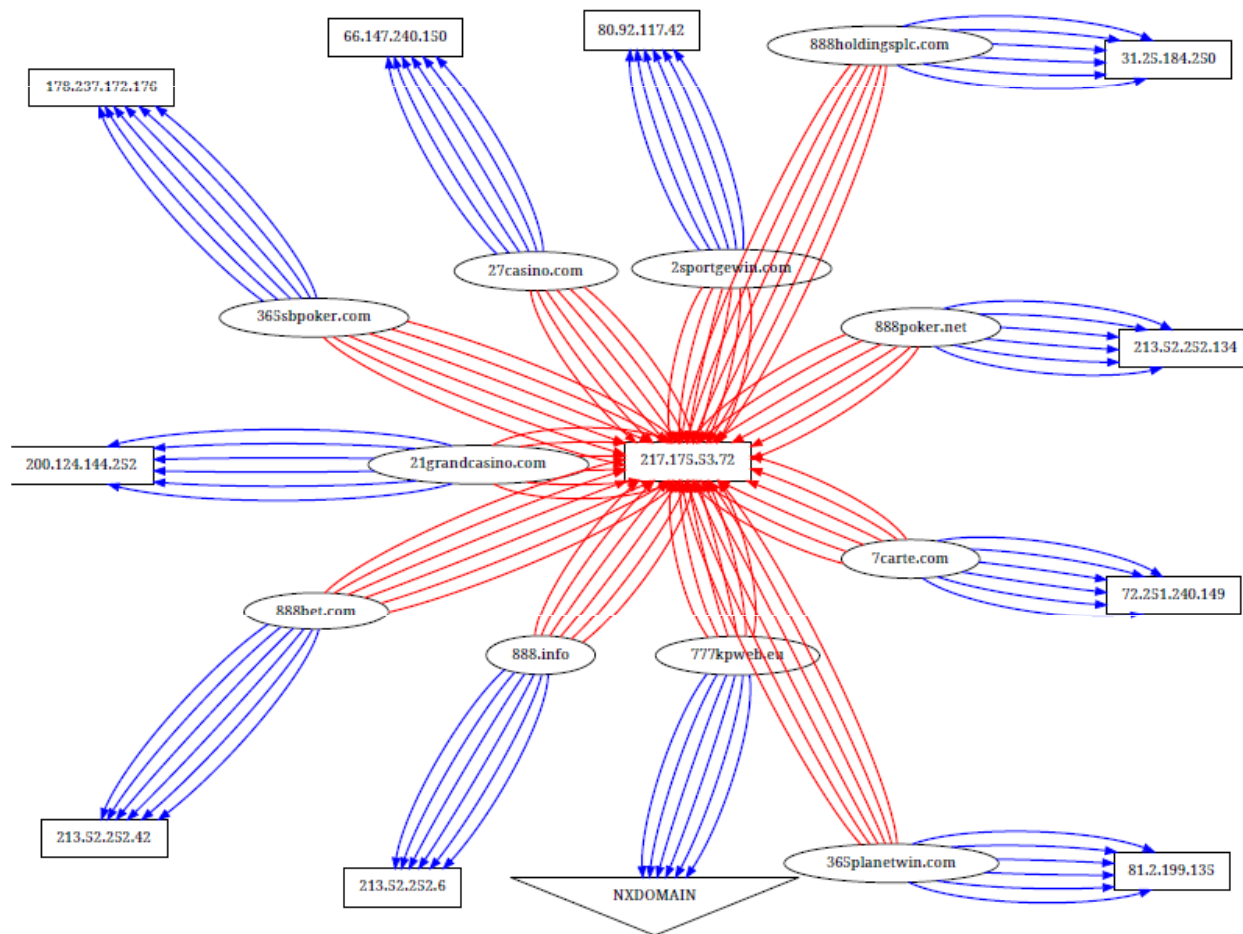 66.147.240.150
80.92.117.42
888holdingsplc.com
31.25.184.250
178.237.172.176
27casino.com
2sportgewin.com
365sbpoker.com
888poker.net
213.52.252.134
200.124.144.252
21grandcasino.com
217.175.53.72
7carte.com
72.251.240.149
888bet.com
888.info
777kpweb.eu
213.52.252.42
213.52.252.6
NXDOMAIN
365planetwin.com
81.2.199.135